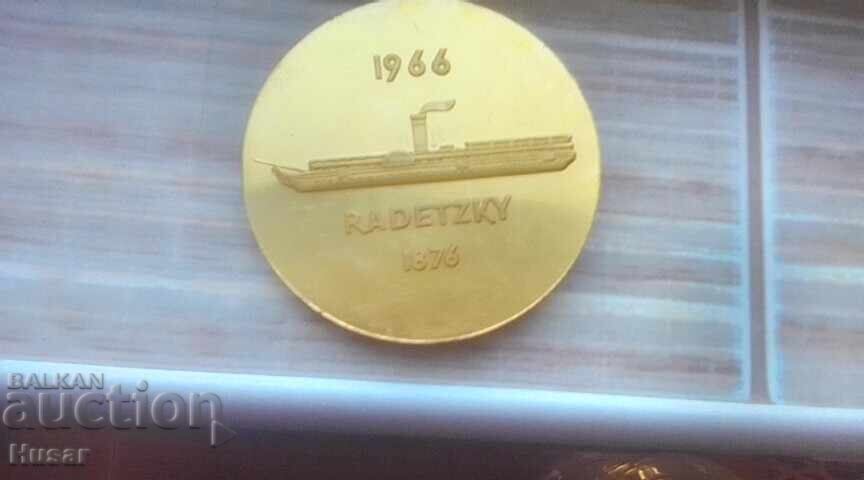 1966
RADETZKY
1876
BALKAN
auction
Husar